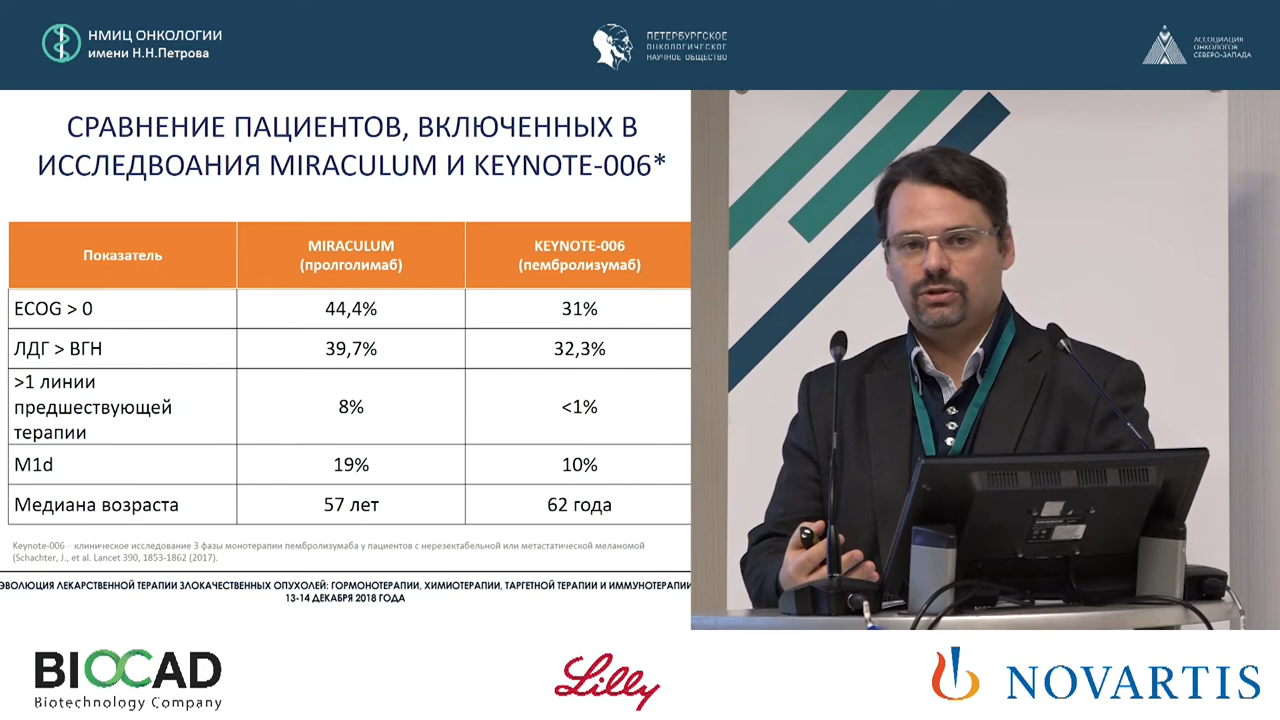 НМИЦ ОНКОЛОГИИ
имени Н.Н.Петрова
ПЕТЕРБУРГСКОЕ
ОНКОЛОГИЧЕСКОЕ
НАУЧНОЕ ОБЩЕСТВО
АССОЦИАЦИЯ
ОНКОЛОГОВ
СЕВЕРО-ЗАПАДА
СРАВНЕНИЕ ПАЦИЕНТОВ, ВКЛЮЧЕННЫХ В
ИССЛЕДВОАНИЯ MIRACULUM И KEYNOTE-006*
Показатель
MIRACULUM
(пролголимаб)
KEYNOTE-006
(пембролизумаб)
ECOG > 0 44,4% 31%
ЛДГ > ВГН 39,7% 32,3%
>1 линии
предшествующей
терапии
8% <1%
M1d 19% 10%
Медиана возраста 57 лет 62 года
Keynote-006 – клиническое исследование 3 фазы монотерапии пембролизумаба у пациентов с нерезектабельной или метастатической меланомой
(Schachter, J., et al. Lancet 390, 1853-1862 (2017).
ЭВОЛЮЦИЯ ЛЕКАРСТВЕННОЙ ТЕРАПИИ ЗЛОКАЧЕСТВЕННЫХ ОПУХОЛЕЙ: ГОРМОНОТЕРАПИИ, ХИМИОТЕРАПИИ, ТАРГЕТНОЙ ТЕРАПИИ И ИММУНОТЕРАПИИ
13-14 ДЕКАБРЯ 2018 ГОДА
BIOCAD
Biotechnology Company
Lilly
NOVARTIS